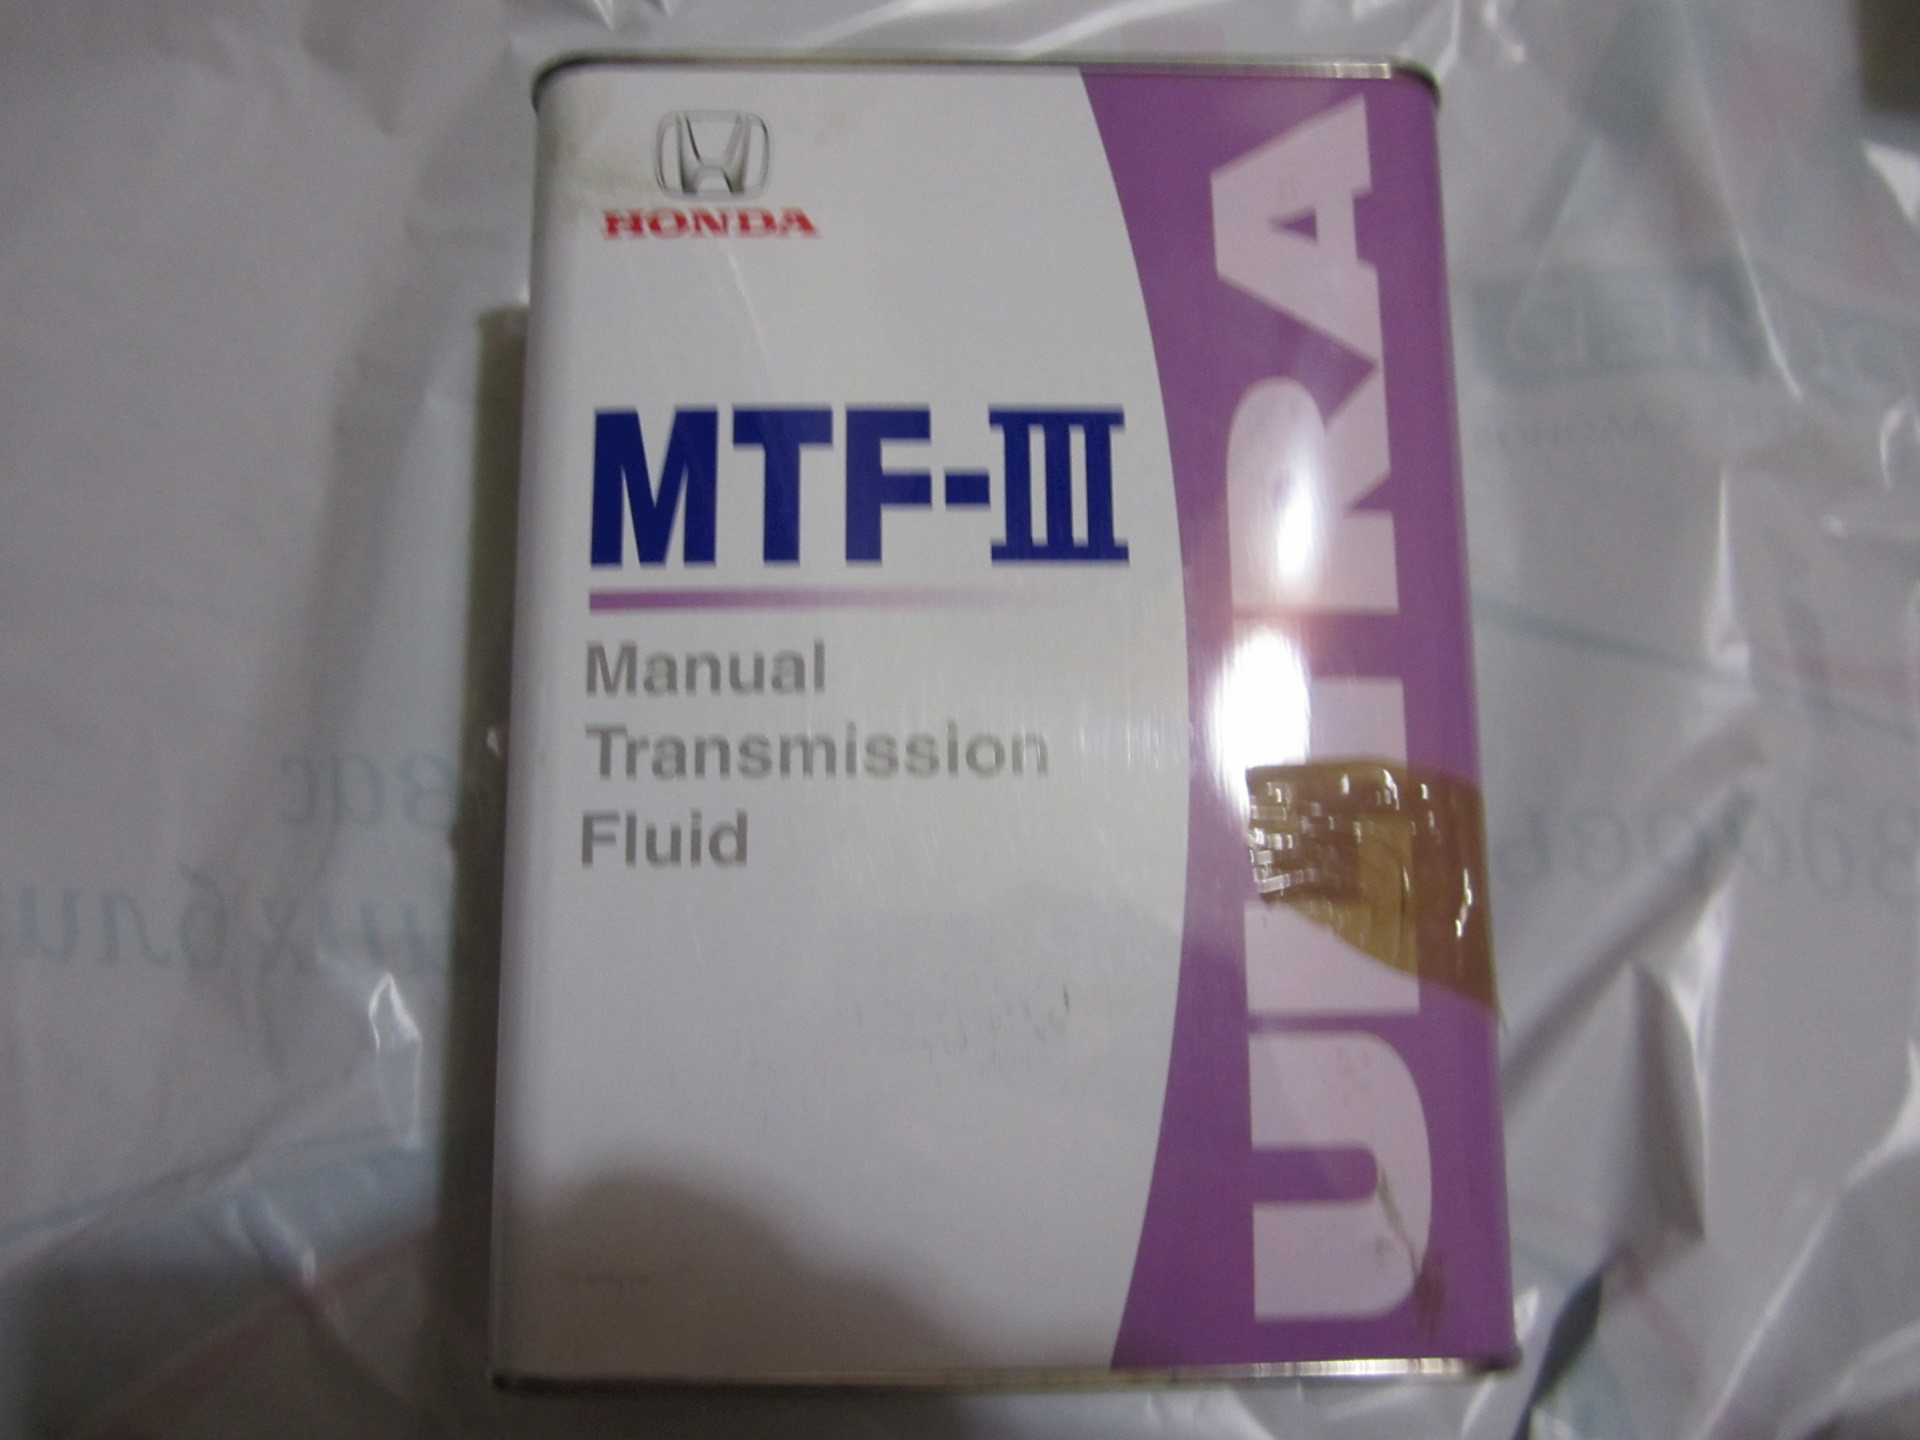 HONDA
MTF-III
Manual
Transmission
Fluid
ULTRA